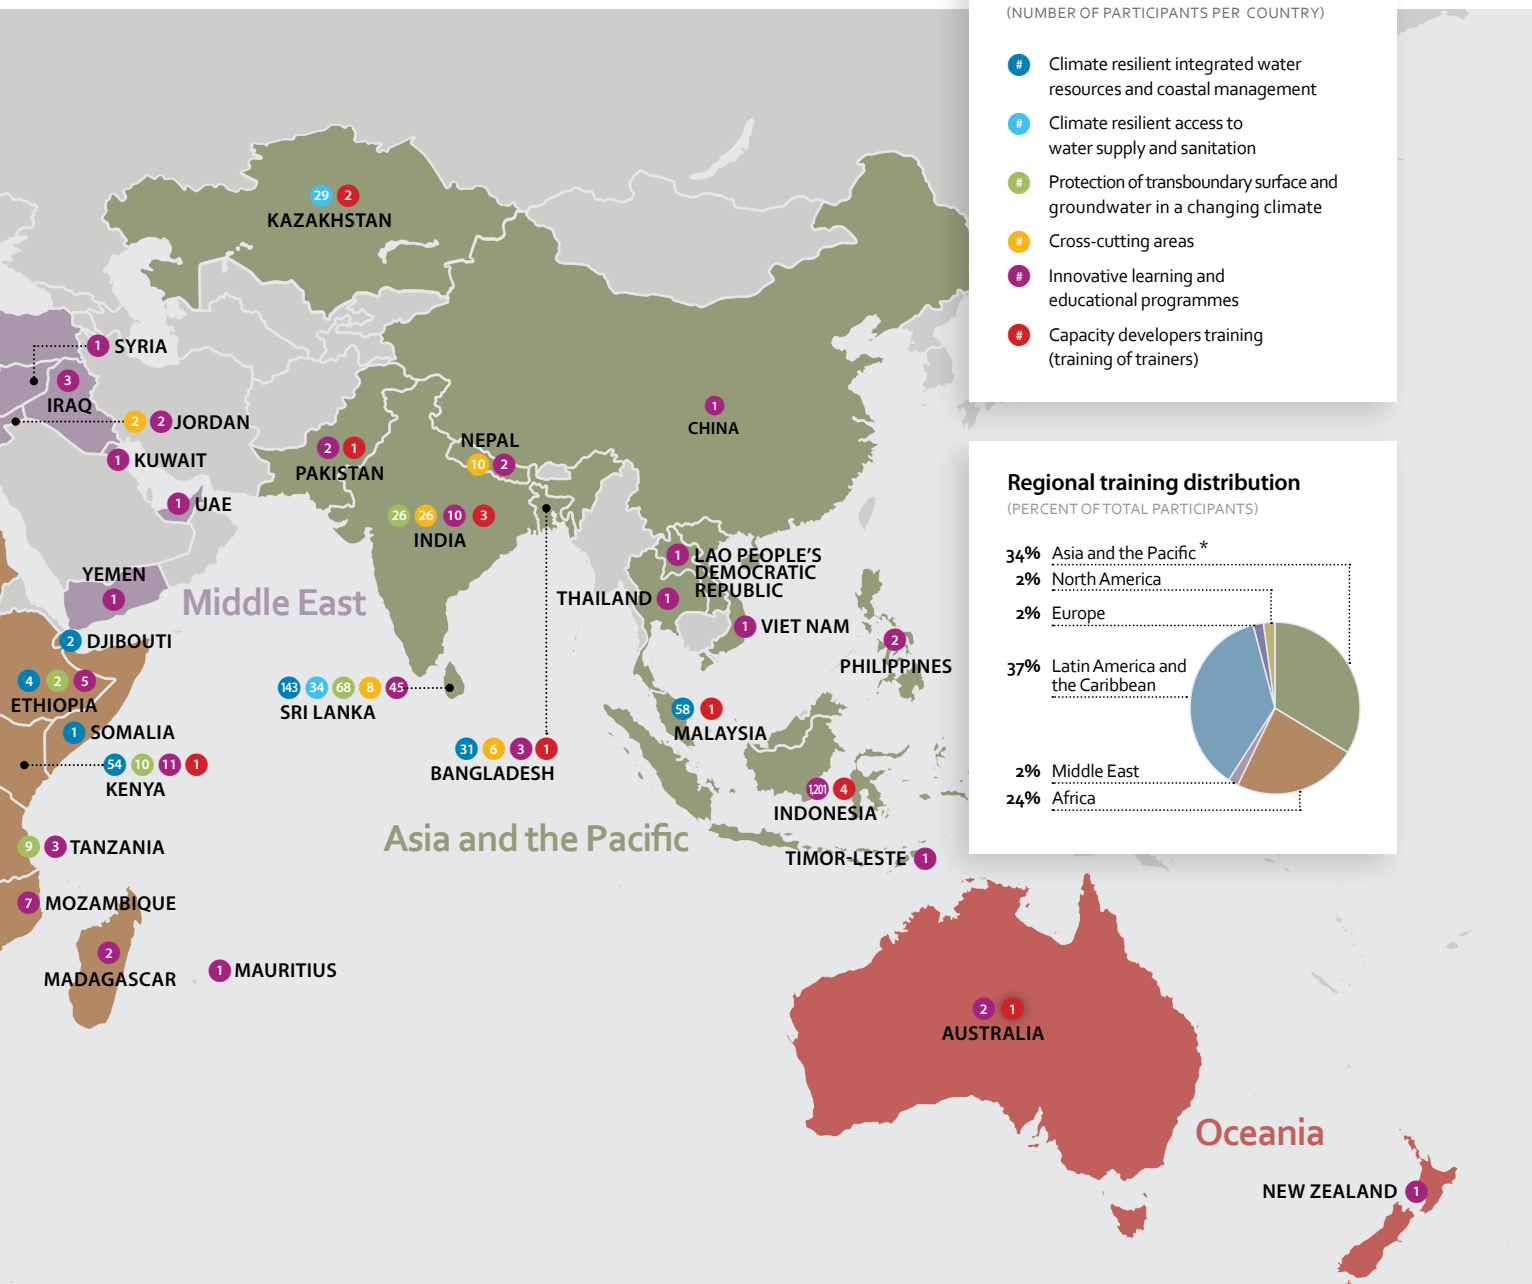 (NUMBER OF PARTICIPANTS PER COUNTRY)
# Climate resilient integrated water
resources and coastal management
# Climate resilient access to
water supply and sanitation
# Protection of transboundary surface and
groundwater in a changing climate
# Cross-cutting areas
# Innovative learning and
educational programmes
# Capacity developers training
(training of trainers)
29 2
KAZAKHSTAN
1 SYRIA
3
IRAQ
2 2 JORDAN
1 KUWAIT
1 UAE
YEMEN
1
Middle East
2 1
PAKISTAN
NEPAL
10 2
1
CHINA
26 26 10 3
INDIA
1 LAO PEOPLE'S
DEMOCRATIC
REPUBLIC
THAILAND 1
1 VIET NAM
2
PHILIPPINES
2 DJIBOUTI
4 2 5
ETHIOPIA
1 SOMALIA
54 10 11 1
KENYA
143 34 68 8 45
SRI LANKA
31 6 3 1
BANGLADESH
58 1
MALAYSIA
1,201 4
INDONESIA
TIMOR-LESTE 1
Asia and the Pacific
9 3 TANZANIA
7 MOZAMBIQUE
2
MADAGASCAR
1 MAURITIUS
Regional training distribution
(PERCENT OF TOTAL PARTICIPANTS)
34% Asia and the Pacific *
2% North America
2% Europe
37% Latin America and
the Caribbean
2% Middle East
24% Africa
2 1
AUSTRALIA
Oceania
NEW ZEALAND 1